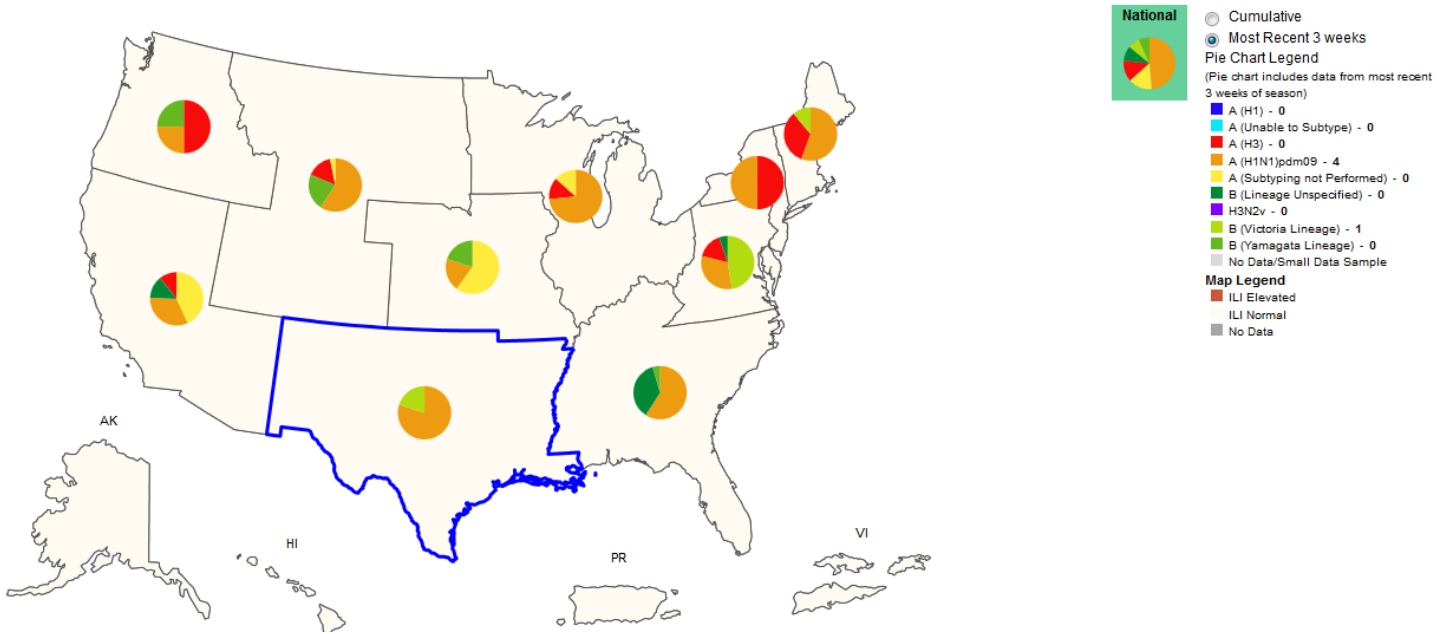 National
Cumulative
Most Recent 3 weeks
Pie Chart Legend
(Pie chart includes data from most recent
3 weeks of season)
A (H1) - 0
A (Unable to Subtype) - 0
A (H3) - 0
A (H1N1)pdm09 - 4
A (Subtyping not Performed) - 0
B (Lineage Unspecified) - 0
H3N2v - 0
B (Victoria Lineage) - 1
B (Yamagata Lineage) - 0
No Data/Small Data Sample
Map Legend
ILI Elevated
ILI Normal
No Data
AK
HI
PR
VI